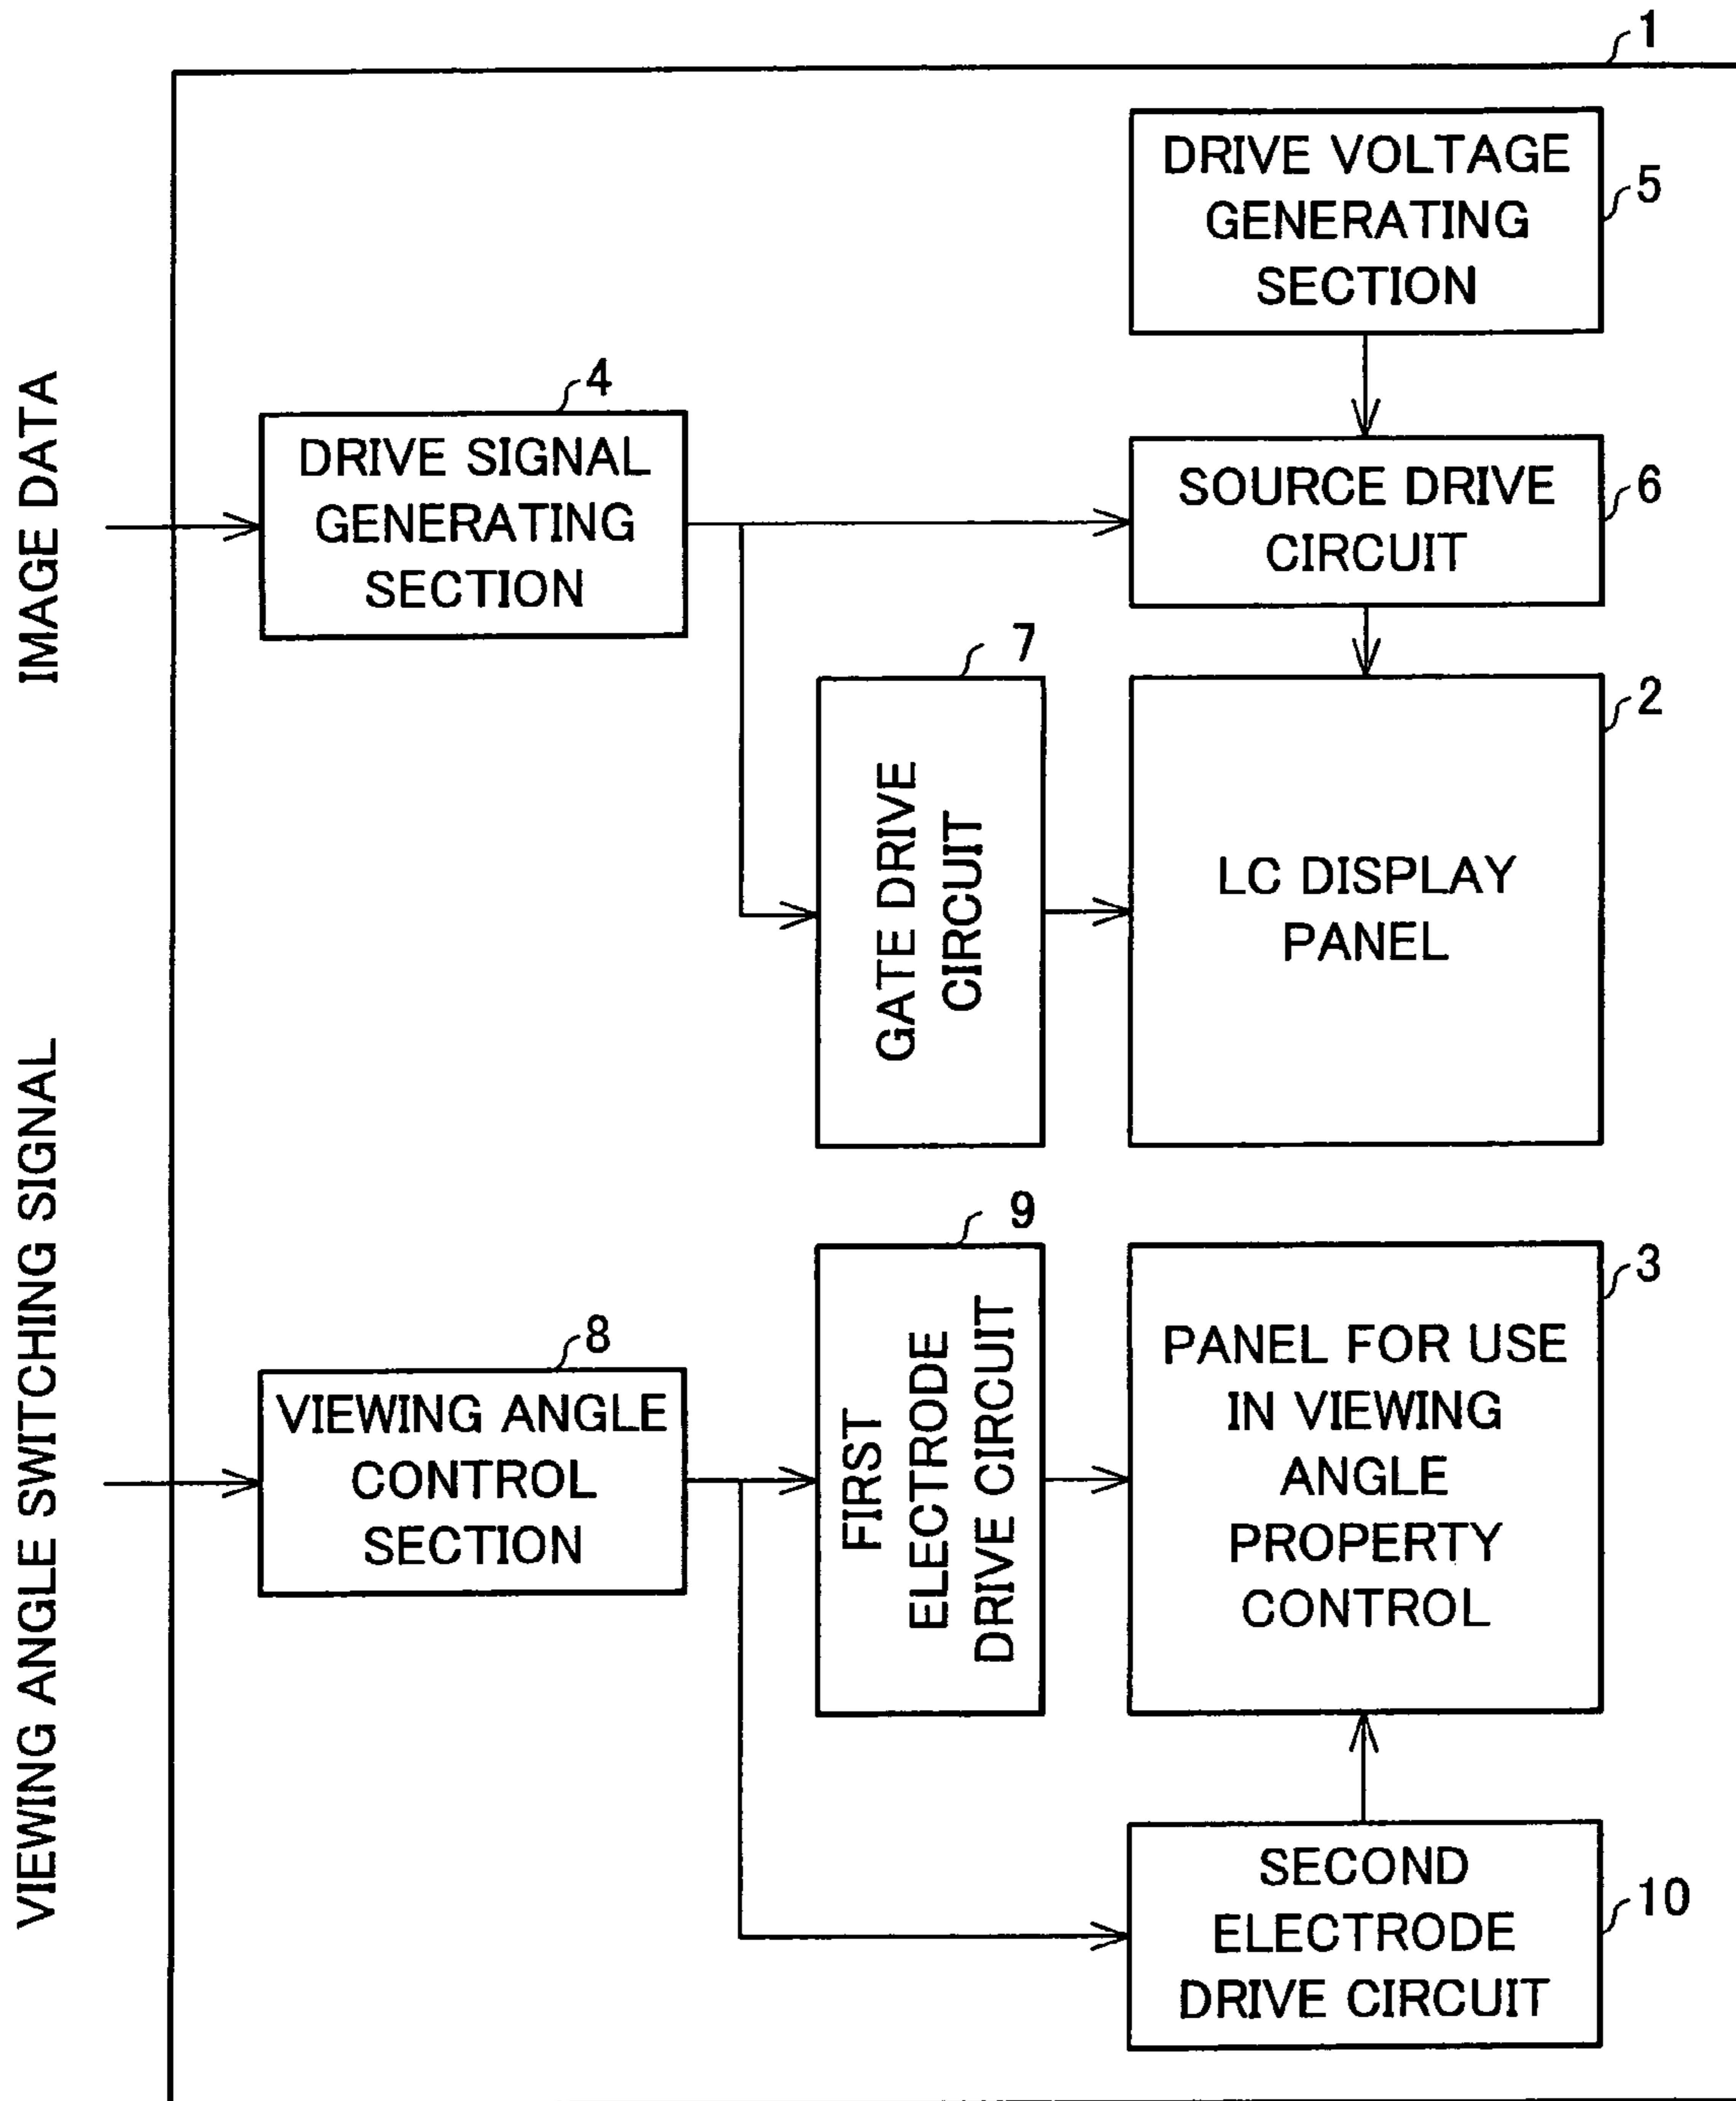 1
DRIVE VOLTAGE
GENERATING
SECTION
5
IMAGE DATA
4
DRIVE SIGNAL
GENERATING
SECTION
SOURCE DRIVE
CIRCUIT
6
7
GATE DRIVE
CIRCUIT
2
LC DISPLAY
PANEL
VIEWING ANGLE SWITCHING SIGNAL
8
VIEWING ANGLE
CONTROL
SECTION
9
FIRST
ELECTRODE
DRIVE CIRCUIT
3
PANEL FOR USE
IN VIEWING
ANGLE
PROPERTY
CONTROL
SECOND
ELECTRODE
DRIVE CIRCUIT
10